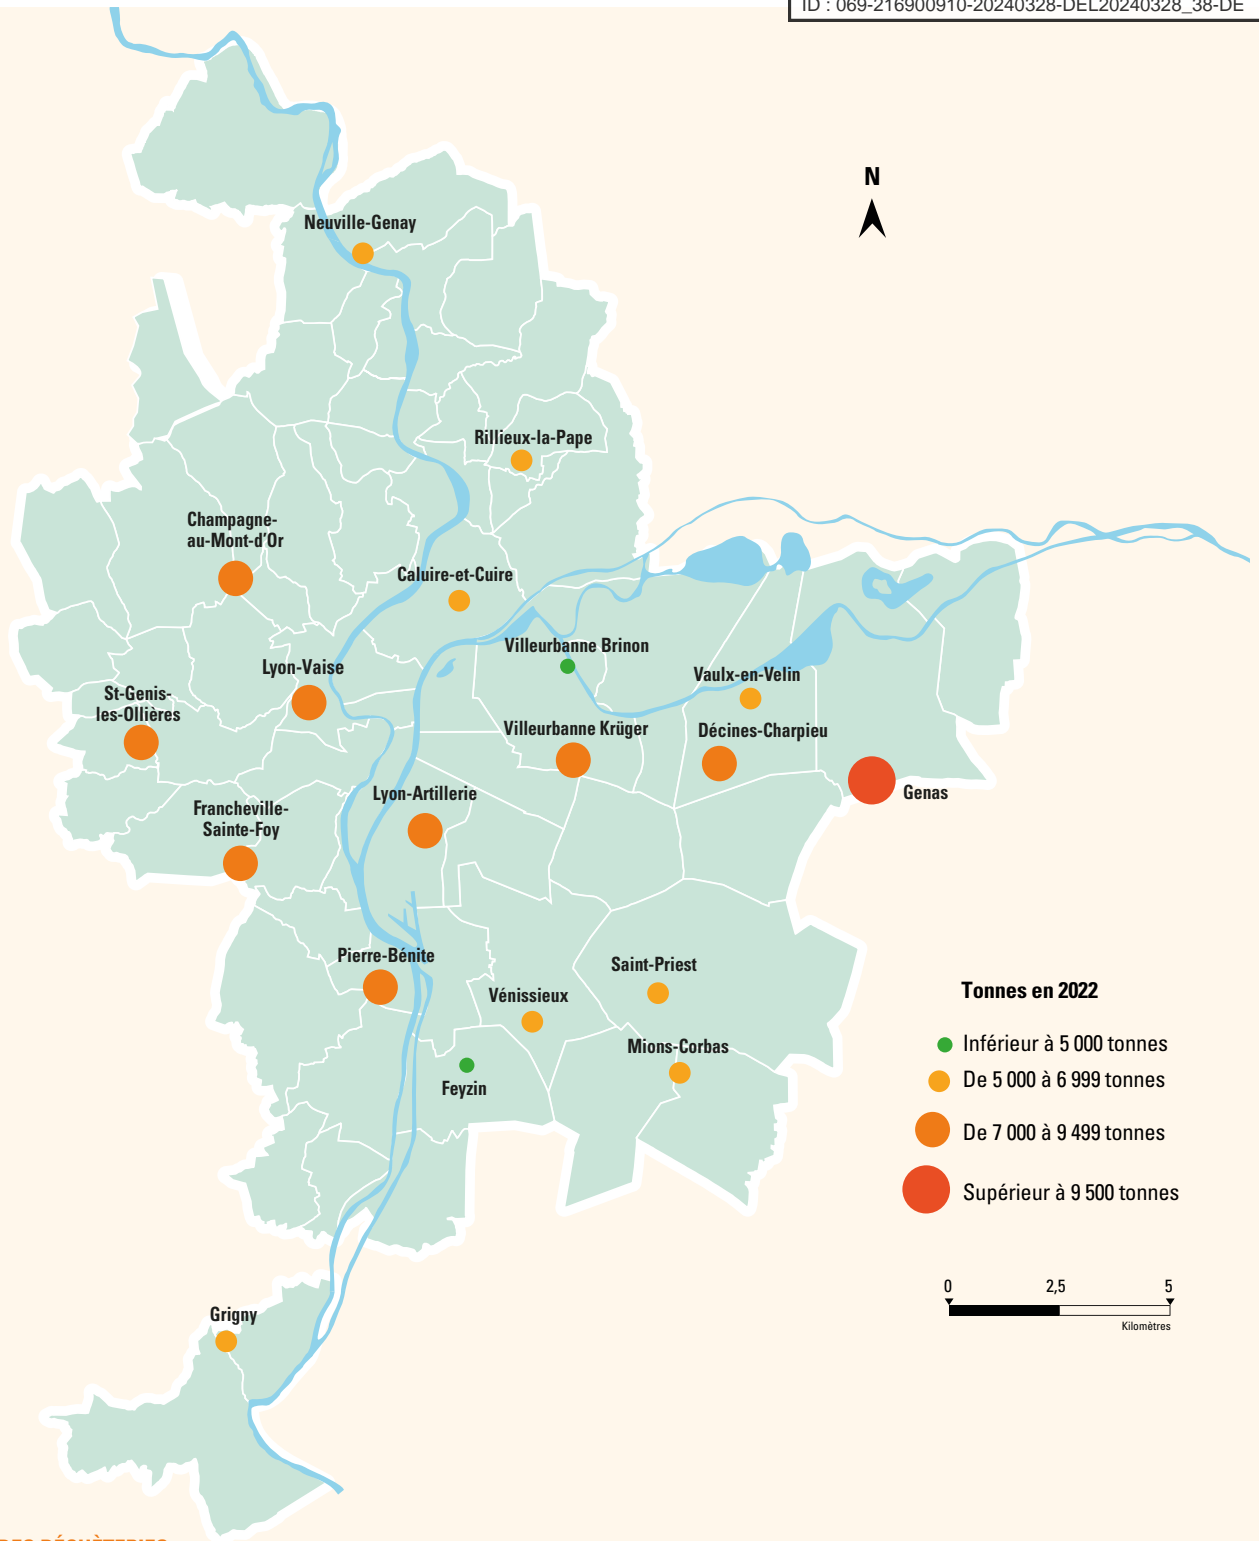 ID : 069-216900910-20240328-DEL20240328_38-DE
N
Neuville-Genay
Rillieux-la-Pape
Champagne-
au-Mont-d'Or
Caluire-et-Cuire
Villeurbanne Brinon
Lyon-Vaise
Vaulx-en-Velin
St-Genis-
les-Ollières
Villeurbanne Krüger
Décines-Charpieu
Lyon-Artillerie
Genas
Francheville-
Sainte-Foy
Pierre-Bénite
Saint-Priest
Vénissieux
Mions-Corbas
Feyzin
Tonnes en 2022
Inférieur à 5 000 tonnes
De 5 000 à 6 999 tonnes
De 7 000 à 9 499 tonnes
Supérieur à 9 500 tonnes
0 2,5 5
Kilomètres
Grigny
DES DÉCHÈTERIES